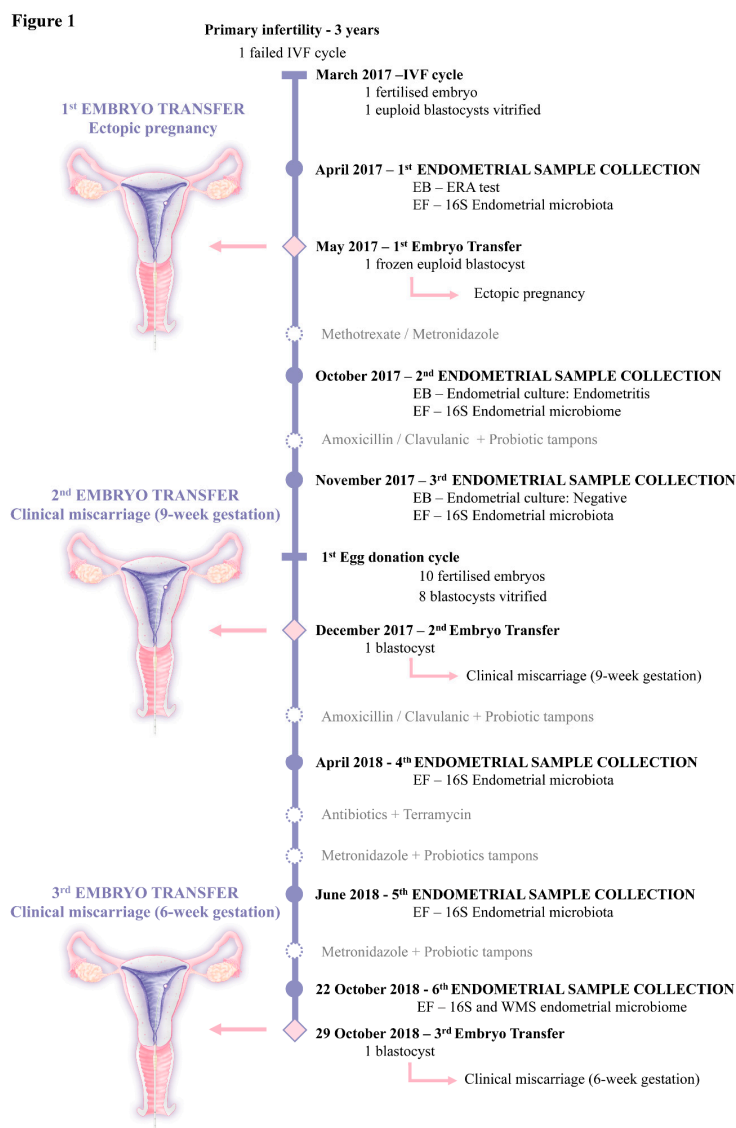 Figure 1
Primary infertility - 3 years
1 failed IVF cycle
March 2017 –IVF cycle
1 fertilised embryo
1 euploid blastocysts vitrified
1st EMBRYO TRANSFER
Ectopic pregnancy
April 2017 – 1st ENDOMETRIAL SAMPLE COLLECTION
EB – ERA test
EF – 16S Endometrial microbiota
May 2017 – 1st Embryo Transfer
1 frozen euploid blastocyst
Ectopic pregnancy
Methotrexate / Metronidazole
October 2017 – 2nd ENDOMETRIAL SAMPLE COLLECTION
EB – Endometrial culture: Endometritis
EF – 16S Endometrial microbiome
Amoxicillin / Clavulanic + Probiotic tampons
November 2017 – 3rd ENDOMETRIAL SAMPLE COLLECTION
EB – Endometrial culture: Negative
EF – 16S Endometrial microbiota
2nd EMBRYO TRANSFER
Clinical miscarriage (9-week gestation)
1st Egg donation cycle
10 fertilised embryos
8 blastocysts vitrified
December 2017 – 2nd Embryo Transfer
1 blastocyst
Clinical miscarriage (9-week gestation)
Amoxicillin / Clavulanic + Probiotic tampons
April 2018 - 4th ENDOMETRIAL SAMPLE COLLECTION
EF – 16S Endometrial microbiota
Antibiotics + Terramycin
Metronidazole + Probiotics tampons
3rd EMBRYO TRANSFER
Clinical miscarriage (6-week gestation)
June 2018 - 5th ENDOMETRIAL SAMPLE COLLECTION
EF – 16S Endometrial microbiota
Metronidazole + Probiotic tampons
22 October 2018 - 6th ENDOMETRIAL SAMPLE COLLECTION
EF – 16S and WMS endometrial microbiome
29 October 2018 – 3rd Embryo Transfer
1 blastocyst
Clinical miscarriage (6-week gestation)